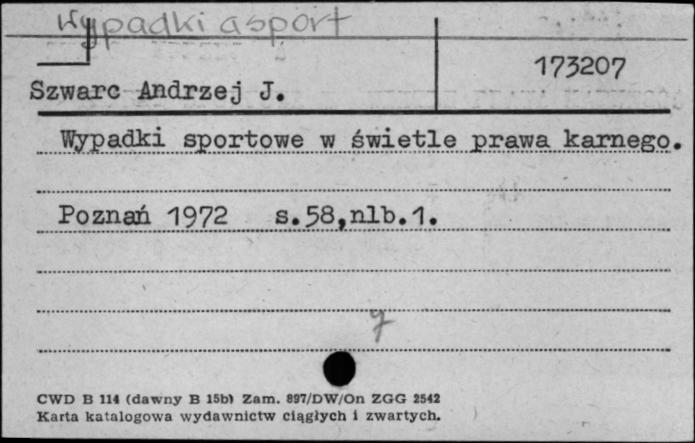 Wypadki a sport
173207
Szwarc Andrzej J.
Wypadki sportowe w świetle prawa karnego.
Poznań 1972 s.58,nlb.1.
CWD B 114 (dawny B 15b) Zam. 897/DW/On ZGG 2542
Karta katalogowa wydawnictw ciągłych i zwartych.